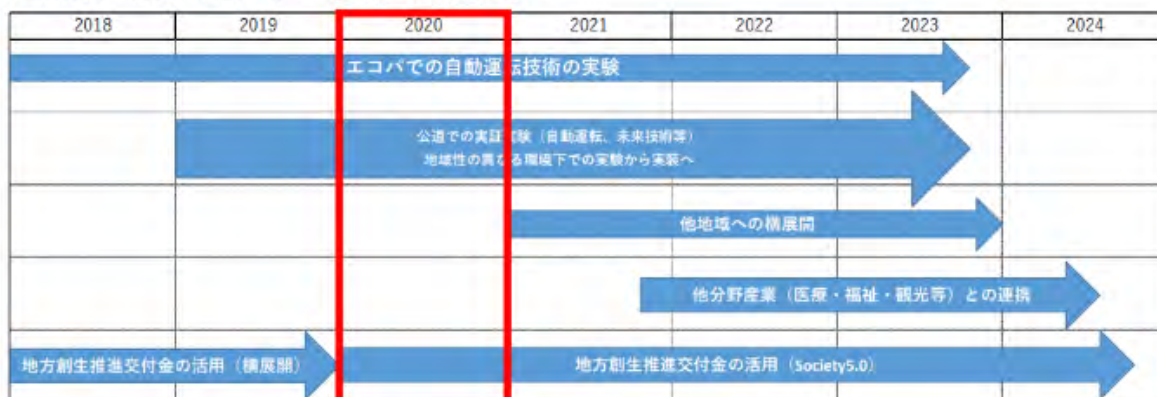 2018 2019 2020 2021 2022 2023 2024
エコパでの自動運転技術の実験
公道での実証実験（自動運転、未来技術等）
地域性の異なる環境下での実験から実装へ
他地域への横展開
他分野産業（医療・福祉・観光等）との連携
地方創生推進交付金の活用（横展開） 地方創生推進交付金の活用（Society5.0）